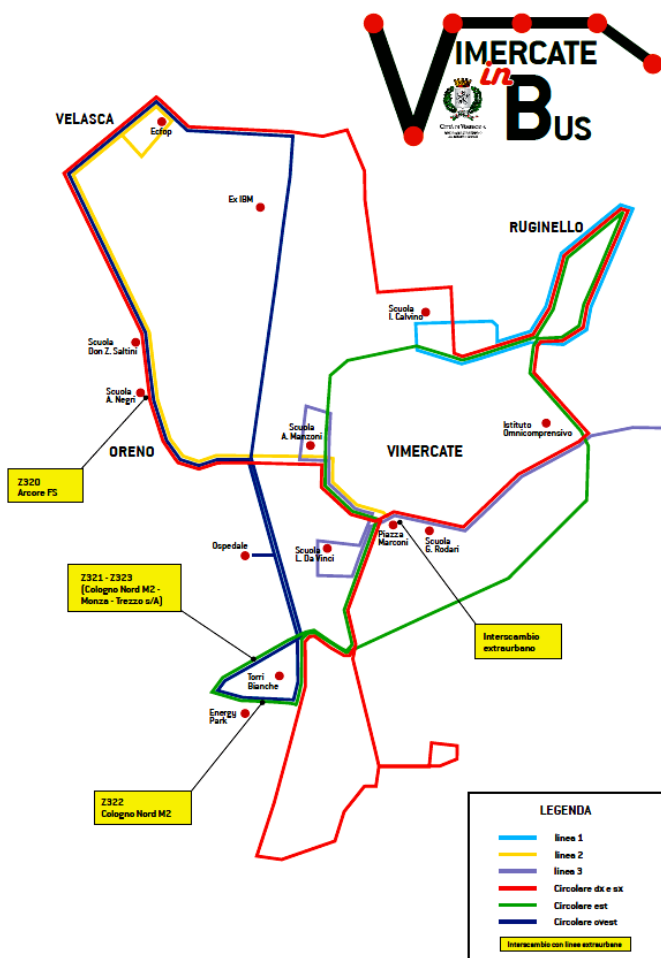 VIMERCATE
in
BUS
VELASCA
Ecfop
Ex IBM
RUGINELLO
Scuola
I. Calvino
Scuola
Don Z. Saltini
Scuola
A. Negri
Scuola
A. Manzoni
Istituto
Omnicomprensivo
ORENO
VIMERCATE
Z320
Arcore FS
Piazza
Marconi
Scuola
G. Rodari
Ospedale
Scuola
L. Da Vinci
Z321 - Z323
(Cologno Nord M2 -
Monza - Trezzo s/A)
Interscambio
extraurbano
Torri
Bianche
Energy
Park
Z322
Cologno Nord M2
LEGENDA
linea 1
linea 2
linea 3
Circolare dx e sx
Circolare est
Circolare ovest
Interscambio con linee extraurbane